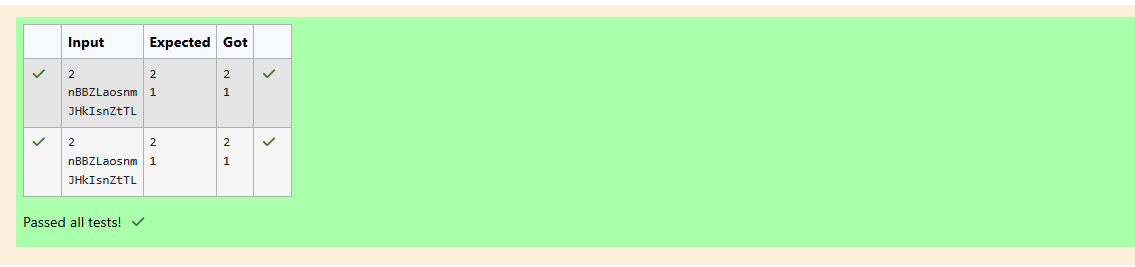 Input Expected Got
2 2 2
nBBZLaosnm 1 1
JHkIsnZtTL
2 2 2
nBBZLaosnm 1 1
JHkIsnZtTL
Passed all tests!